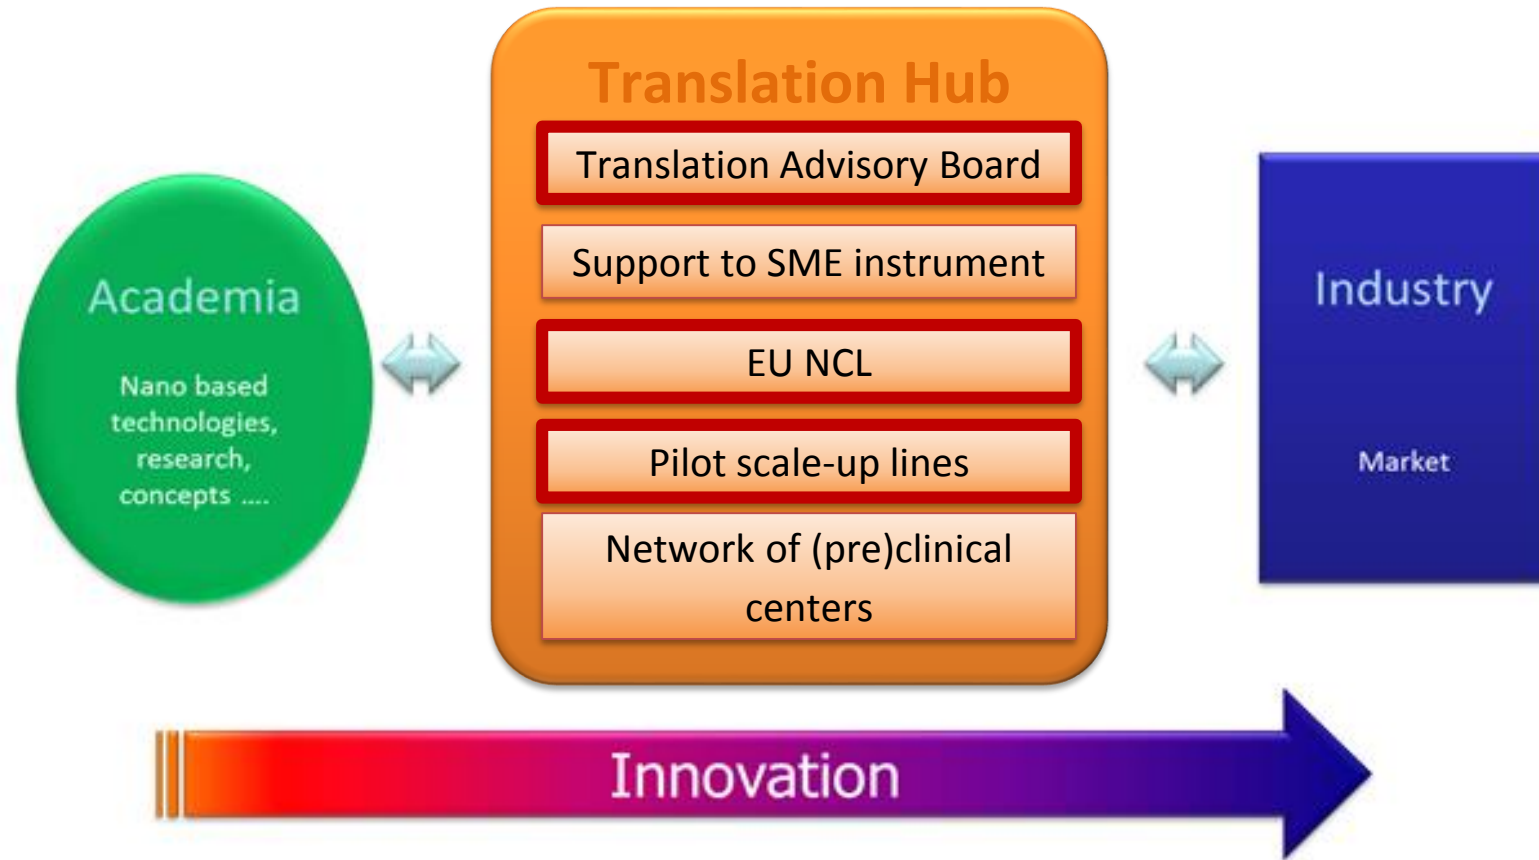 Translation Hub
Translation Advisory Board
Support to SME instrument
EU NCL
Pilot scale-up lines
Network of (pre)clinical
centers
Academia
Nano based
technologies,
research,
concepts ....
Industry
Market
Innovation